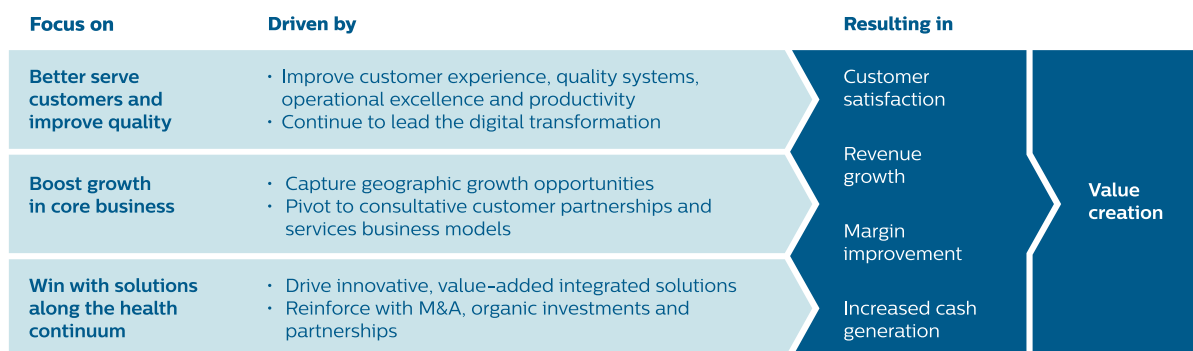 Focus on
Driven by
Resulting in
Better serve
customers and
improve quality
• Improve customer experience, quality systems,
operational excellence and productivity
• Continue to lead the digital transformation
Boost growth
in core business
• Capture geographic growth opportunities
• Pivot to consultative customer partnerships and
services business models
Win with solutions
along the health
continuum
• Drive innovative, value-added integrated solutions
• Reinforce with M&A, organic investments and
partnerships
Customer
satisfaction
Revenue
growth
Margin
improvement
Increased cash
generation
Value
creation